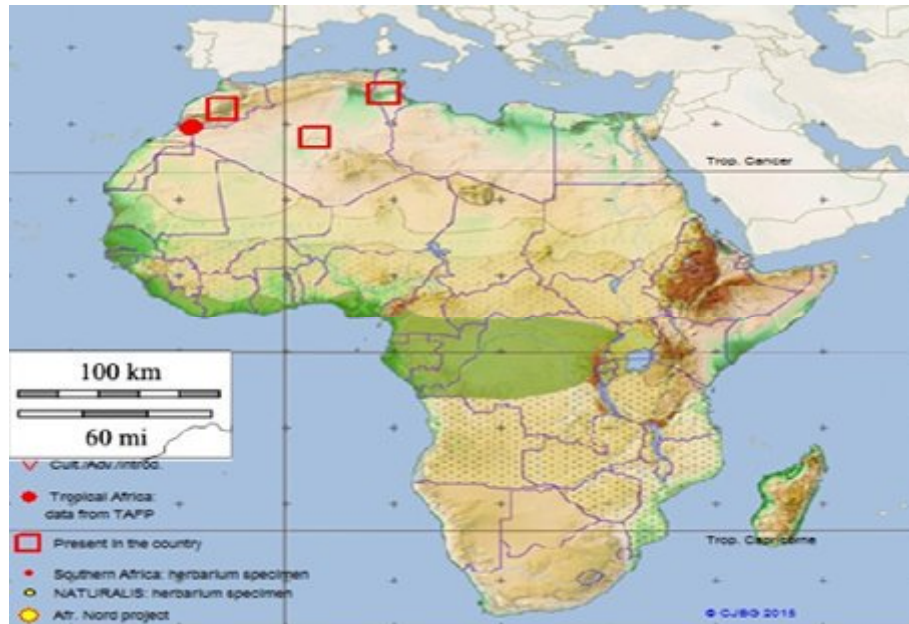 Trop. Cancer
100 km
60 mi
Cult./Adv./Introd.
Tropical Africa:
data from TAFP
Present in the country
Southern Africa: herbarium specimen
NATURALIS: herbarium specimen
Afr. Nord project
Trop. Capricorne
© CJBG 2015